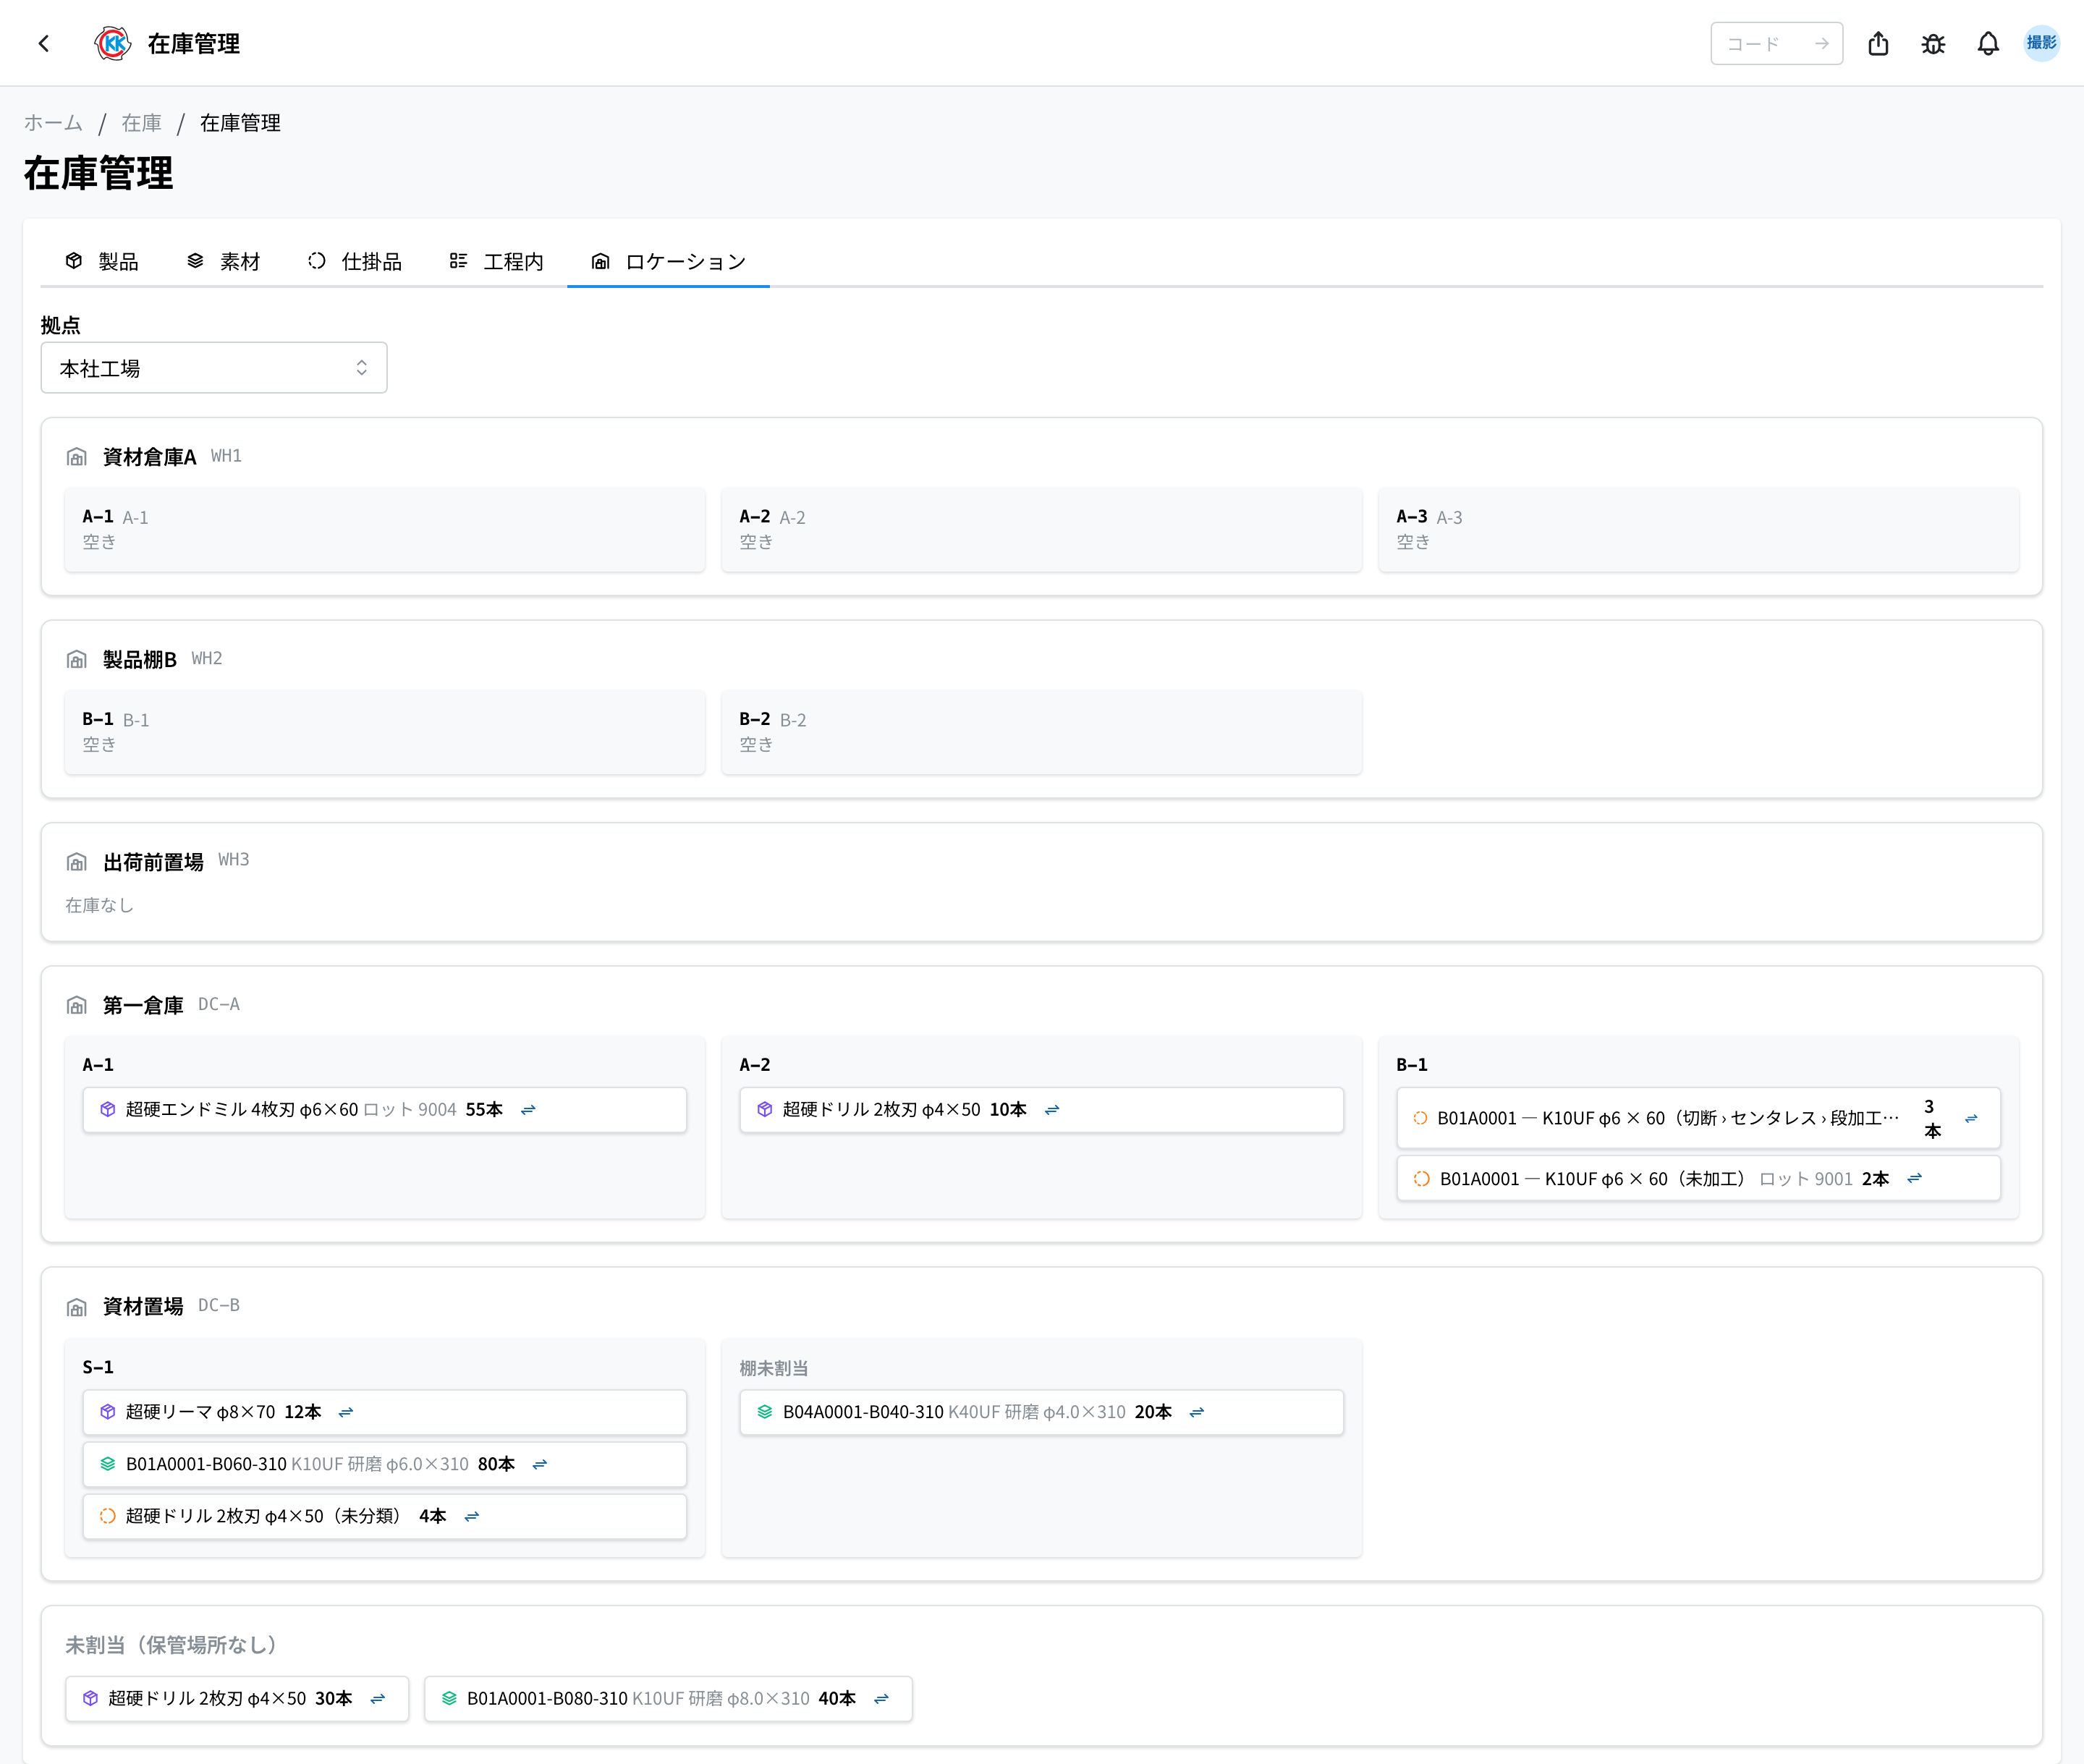 KK 在庫管理
コード
撮影
ホーム / 在庫 / 在庫管理
在庫管理
製品 素材 仕掛品 工程内 ロケーション
拠点
本社工場
資材倉庫A WH1
A-1 A-1
空き
A-2 A-2
空き
A-3 A-3
空き
製品棚B WH2
B-1 B-1
空き
B-2 B-2
空き
出荷前置場 WH3
在庫なし
第一倉庫 DC-A
A-1
超硬エンドミル 4枚刃 φ6×60 ロット 9004 55本
A-2
超硬ドリル 2枚刃 φ4×50 10本
B-1
B01A0001 — K10UF φ6 × 60（切断 › センタレス › 段加工… 3本
B01A0001 — K10UF φ6 × 60（未加工） ロット 9001 2本
資材置場 DC-B
S-1
超硬リーマ φ8×70 12本
B01A0001-B060-310 K10UF 研磨 φ6.0×310 80本
超硬ドリル 2枚刃 φ4×50（未分類） 4本
棚未割当
B04A0001-B040-310 K40UF 研磨 φ4.0×310 20本
未割当（保管場所なし）
超硬ドリル 2枚刃 φ4×50 30本
B01A0001-B080-310 K10UF 研磨 φ8.0×310 40本